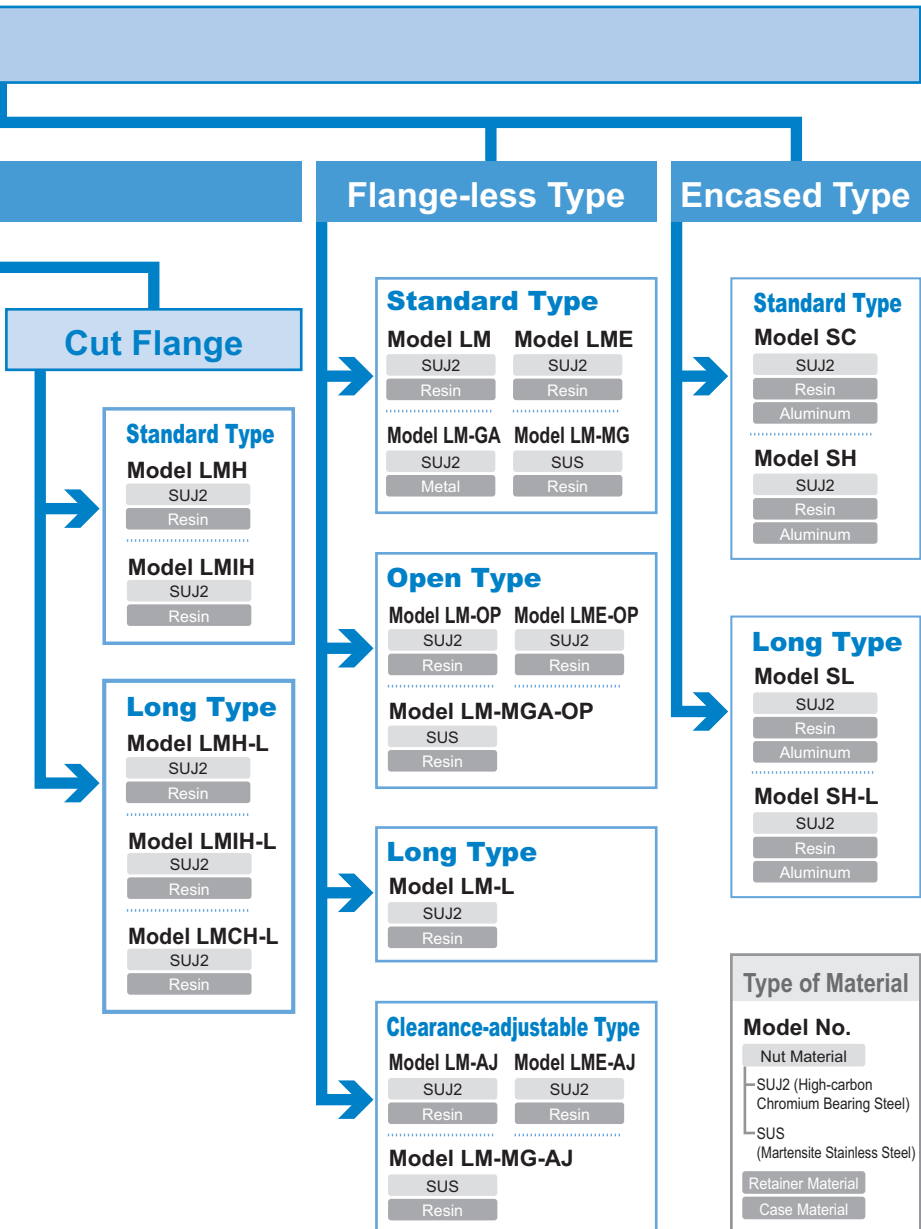 Flange-less Type
Encased Type
Cut Flange
Standard Type
Model LMH
SUJ2
Resin
Model LMIH
SUJ2
Resin
Long Type
Model LMH-L
SUJ2
Resin
Model LMIH-L
SUJ2
Resin
Model LMCH-L
SUJ2
Resin
Standard Type
Model LM Model LME
SUJ2 SUJ2
Resin Resin
Model LM-GA Model LM-MG
SUJ2 SUS
Metal Resin
Open Type
Model LM-OP Model LME-OP
SUJ2 SUJ2
Resin Resin
Model LM-MGA-OP
SUS
Resin
Long Type
Model LM-L
SUJ2
Resin
Clearance-adjustable Type
Model LM-AJ Model LME-AJ
SUJ2 SUJ2
Resin Resin
Model LM-MG-AJ
SUS
Resin
Standard Type
Model SC
SUJ2
Resin
Aluminum
Model SH
SUJ2
Resin
Aluminum
Long Type
Model SL
SUJ2
Resin
Aluminum
Model SH-L
SUJ2
Resin
Aluminum
Type of Material
Model No.
Nut Material
SUJ2 (High-carbon
Chromium Bearing Steel)
SUS
(Martensite Stainless Steel)
Retainer Material
Case Material